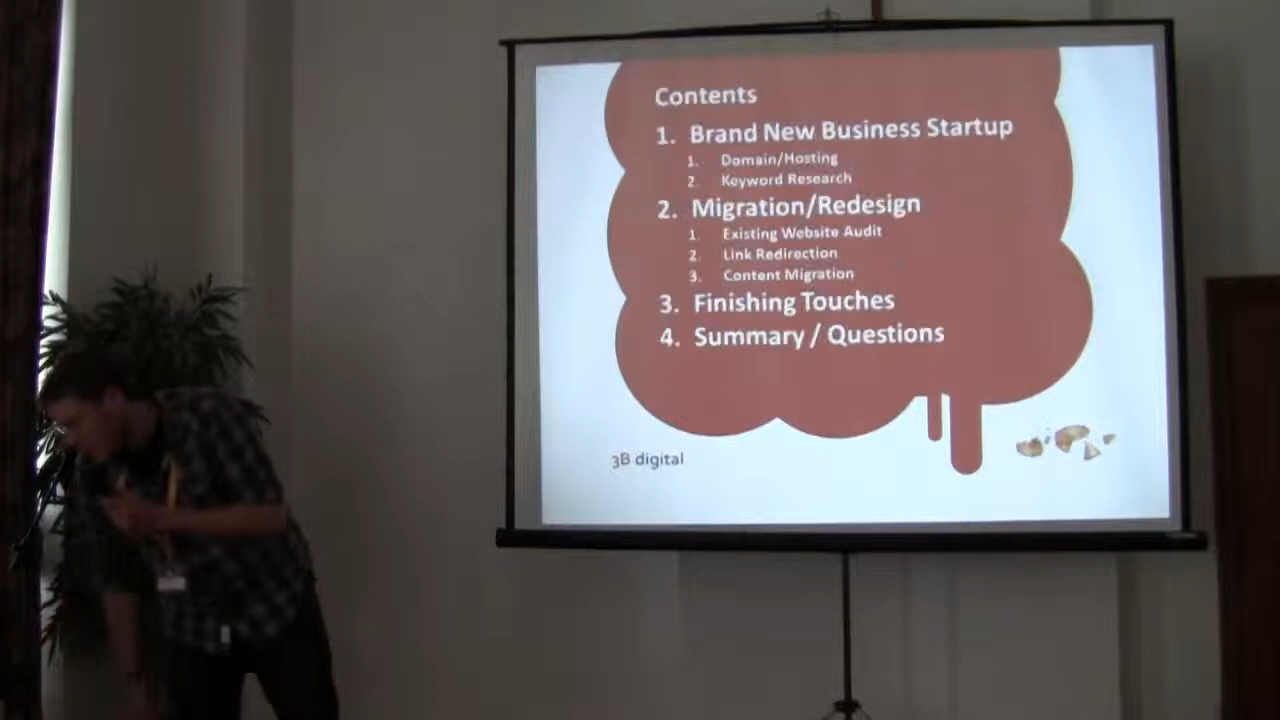 Contents
1. Brand New Business Startup
1. Domain/Hosting
2. Keyword Research
2. Migration/Redesign
1. Existing Website Audit
2. Link Redirection
3. Content Migration
3. Finishing Touches
4. Summary / Questions
3B digital